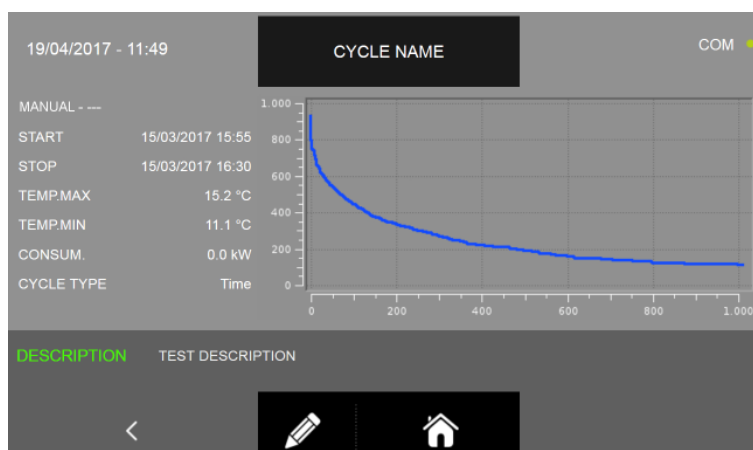 19/04/2017 - 11:49
CYCLE NAME
COM
MANUAL - ---
START 15/03/2017 15:55
STOP 15/03/2017 16:30
TEMP.MAX 15.2 °C
TEMP.MIN 11.1 °C
CONSUM. 0.0 kW
CYCLE TYPE Time
1.000
800
600
400
200
0
0 200 400 600 800 1.000
DESCRIPTION TEST DESCRIPTION